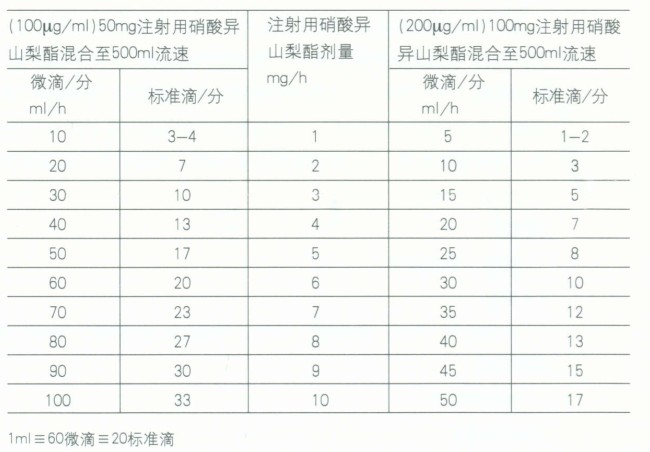 (100μg/ml)50mg注射用硝酸异 注射用硝酸异 (200μg/ml)100mg注射用硝酸
山梨酯混合至500ml流速 山梨酯剂量 异山梨酯混合至500ml流速
微滴/分 标准滴/分 mg/h 微滴/分 标准滴/分
ml/h ml/h
10 3-4 1 5 1-2
20 7 2 10 3
30 10 3 15 5
40 13 4 20 7
50 17 5 25 8
60 20 6 30 10
70 23 7 35 12
80 27 8 40 13
90 30 9 45 15
100 33 10 50 17
1ml≡60微滴≡20标准滴